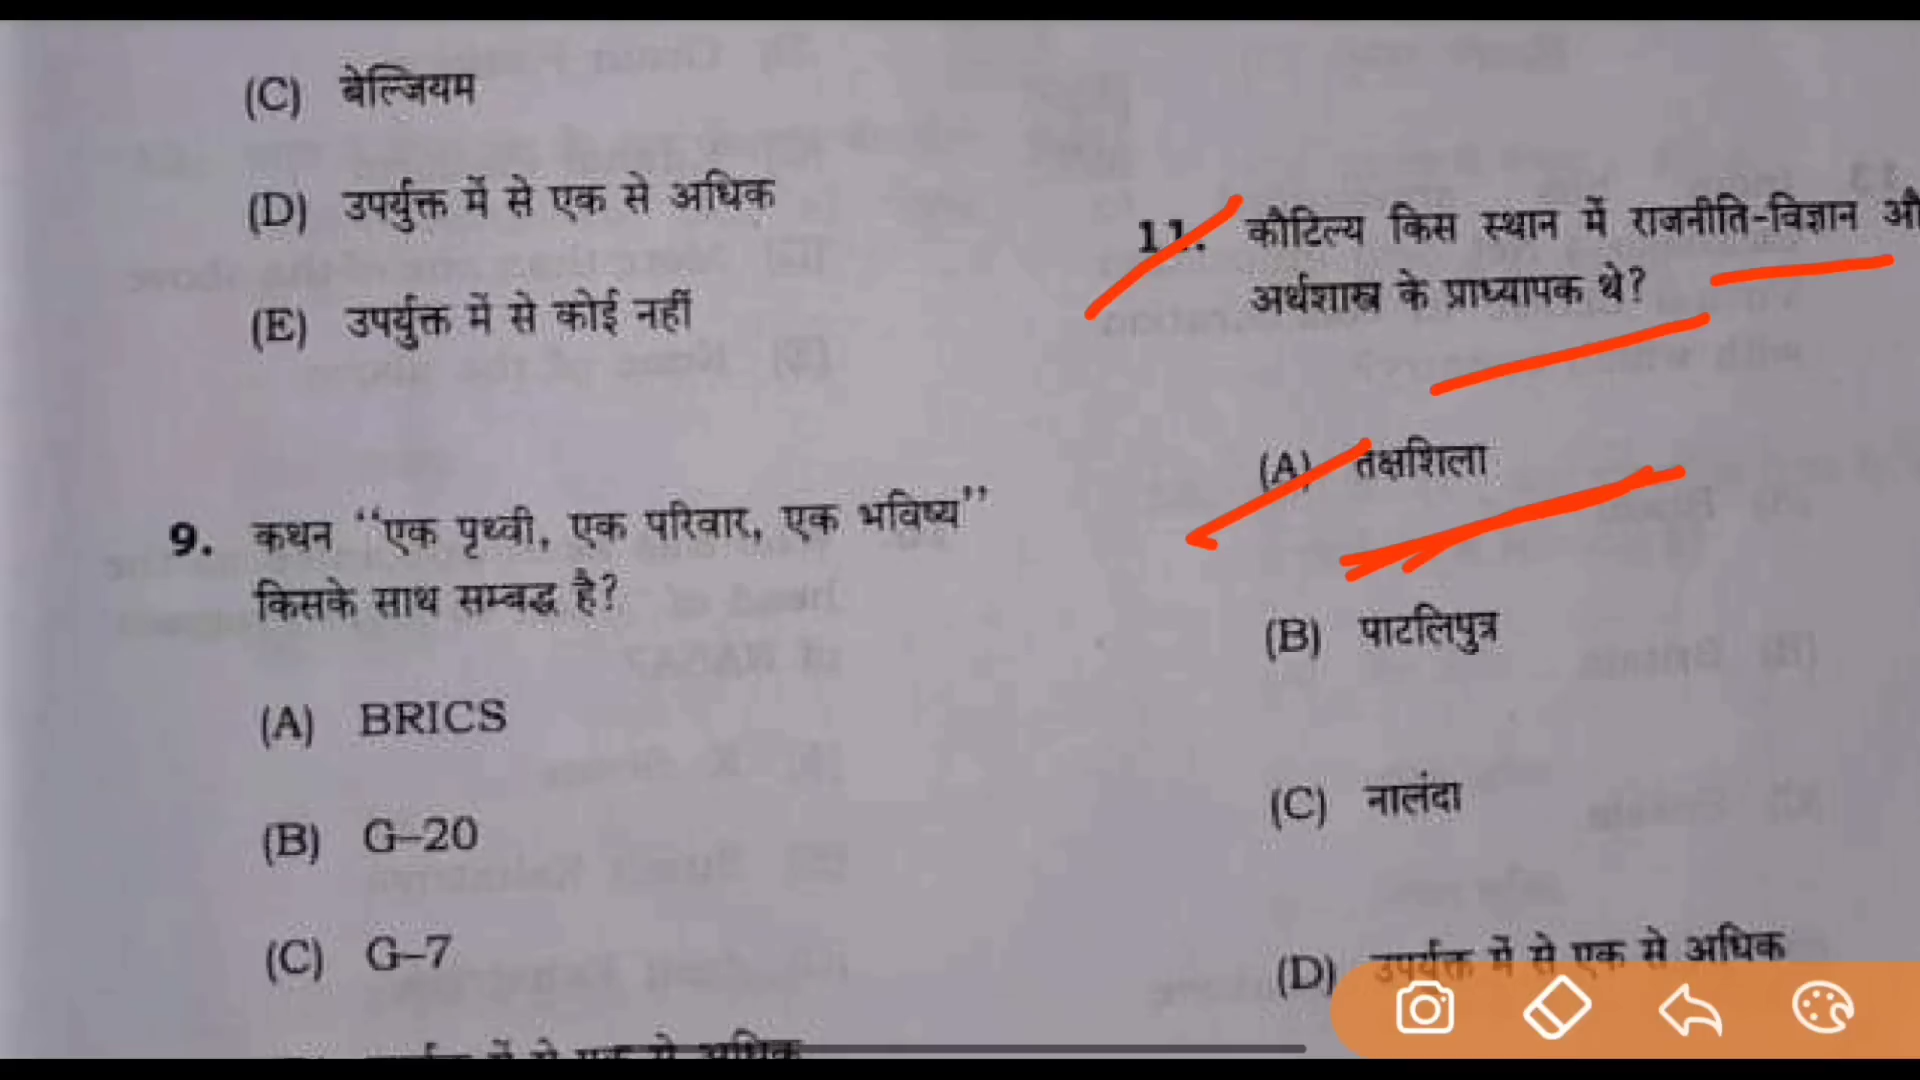 (C) बेल्जियम
(D) उपर्युक्त में से एक से अधिक
(E) उपर्युक्त में से कोई नहीं
9. कथन ‘‘एक पृथ्वी, एक परिवार, एक भविष्य’’
किसके साथ सम्बद्ध है?
(A) BRICS
(B) G–20
(C) G–7
11. कौटिल्य किस स्थान में राजनीति-विज्ञान
अर्थशास्त्र के प्राध्यापक थे?
(A) तक्षशिला
(B) पाटलिपुत्र
(C) नालंदा
(D) उपर्युक्त में से एक से अधिक